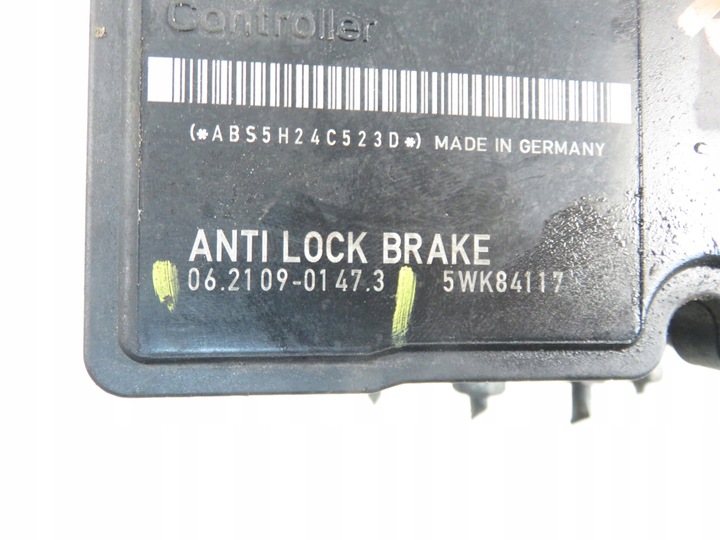 Controller
(*ABS5H24C523D*) MADE IN GERMANY
ANTI LOCK BRAKE
06.2109-0147.3 5WK84117